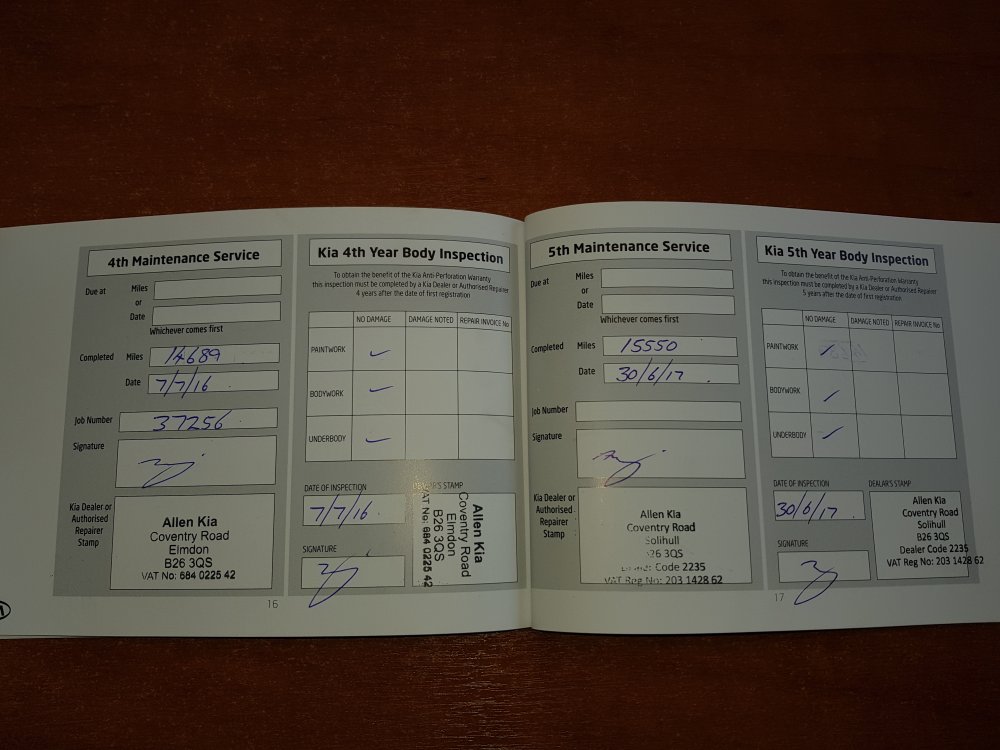 4th Maintenance Service
Due at Miles
or
Date
Whichever comes first
Completed Miles 14689
Date 7/7/16
Job Number 37256
Signature
Kia Dealer or
Authorised
Repairer
Stamp
Allen Kia
Coventry Road
Elmdon
B26 3QS
VAT No: 684 0225 42
16
Kia 4th Year Body Inspection
To obtain the benefit of the Kia Anti-Perforation Warranty
this inspection must be completed by a Kia Dealer or Authorised Repairer
4 years after the date of first registration
NO DAMAGE DAMAGE NOTED REPAIR INVOICE No
PAINTWORK
BODYWORK
UNDERBODY
DATE OF INSPECTION
7/7/16
DEALAR'S STAMP
Allen Kia
Coventry Road
Elmdon
B26 3QS
VAT No: 684 0225 42
SIGNATURE
5th Maintenance Service
Due at Miles
or
Date
Whichever comes first
Completed Miles 15550
Date 30/6/17
Job Number
Signature
Kia Dealer or
Authorised
Repairer
Stamp
Allen Kia
Coventry Road
Solihull
B26 3QS
Code 2235
VAT Reg No: 203 1428 62
Kia 5th Year Body Inspection
To obtain the benefit of the Kia Anti-Perforation Warranty
this inspection must be completed by a Kia Dealer or Authorised Repairer
5 years after the date of first registration
NO DAMAGE DAMAGE NOTED REPAIR INVOICE No
PAINTWORK
BODYWORK
UNDERBODY
DATE OF INSPECTION
30/6/17
DEALAR'S STAMP
Allen Kia
Coventry Road
Solihull
B26 3QS
Dealer Code 2235
VAT Reg No: 203 1428 62
SIGNATURE
17